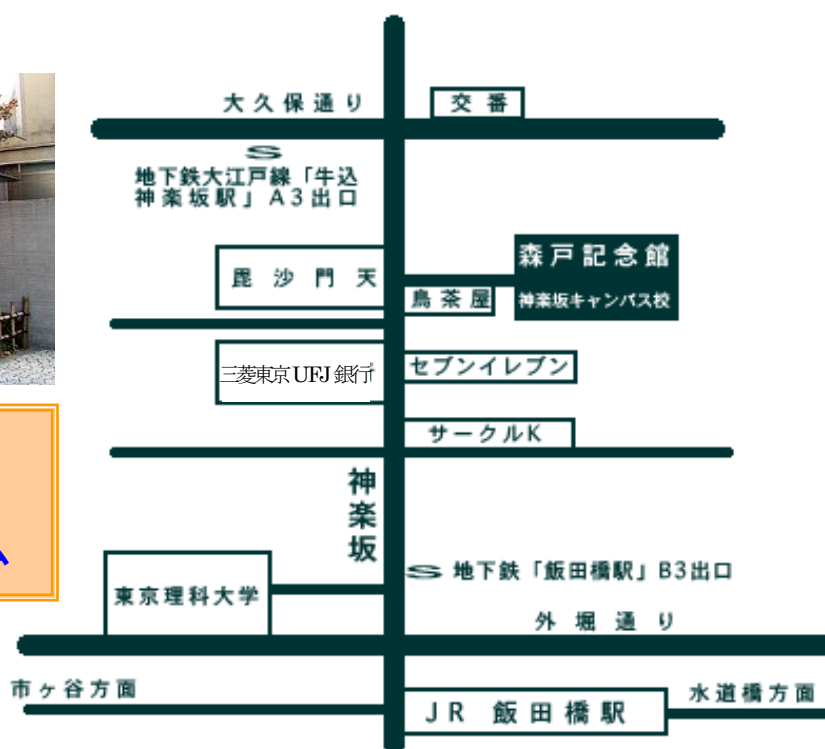 大久保通り
交番
地下鉄大江戸線「牛込
神楽坂駅」A3出口
森戸記念館
神楽坂キャンパス校
毘沙門天
鳥茶屋
三菱東京UFJ銀行
セブンイレブン
サークルK
神楽坂
地下鉄「飯田橋駅」B3出口
東京理科大学
外堀通り
市ヶ谷方面
JR 飯田橋駅
水道橋方面